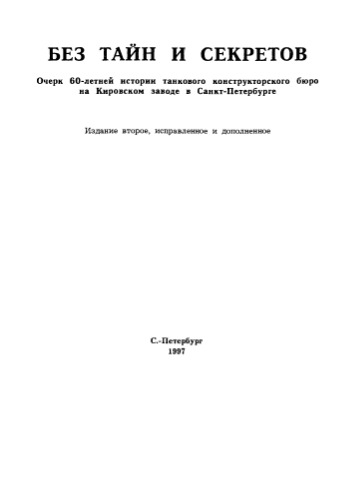 БЕЗ ТАЙН И СЕКРЕТОВ
Очерк 60-летней истории танкового конструкторского бюро
на Кировском заводе в Санкт-Петербурге
Издание второе, исправленное и дополненное
С.-Петербург
1997